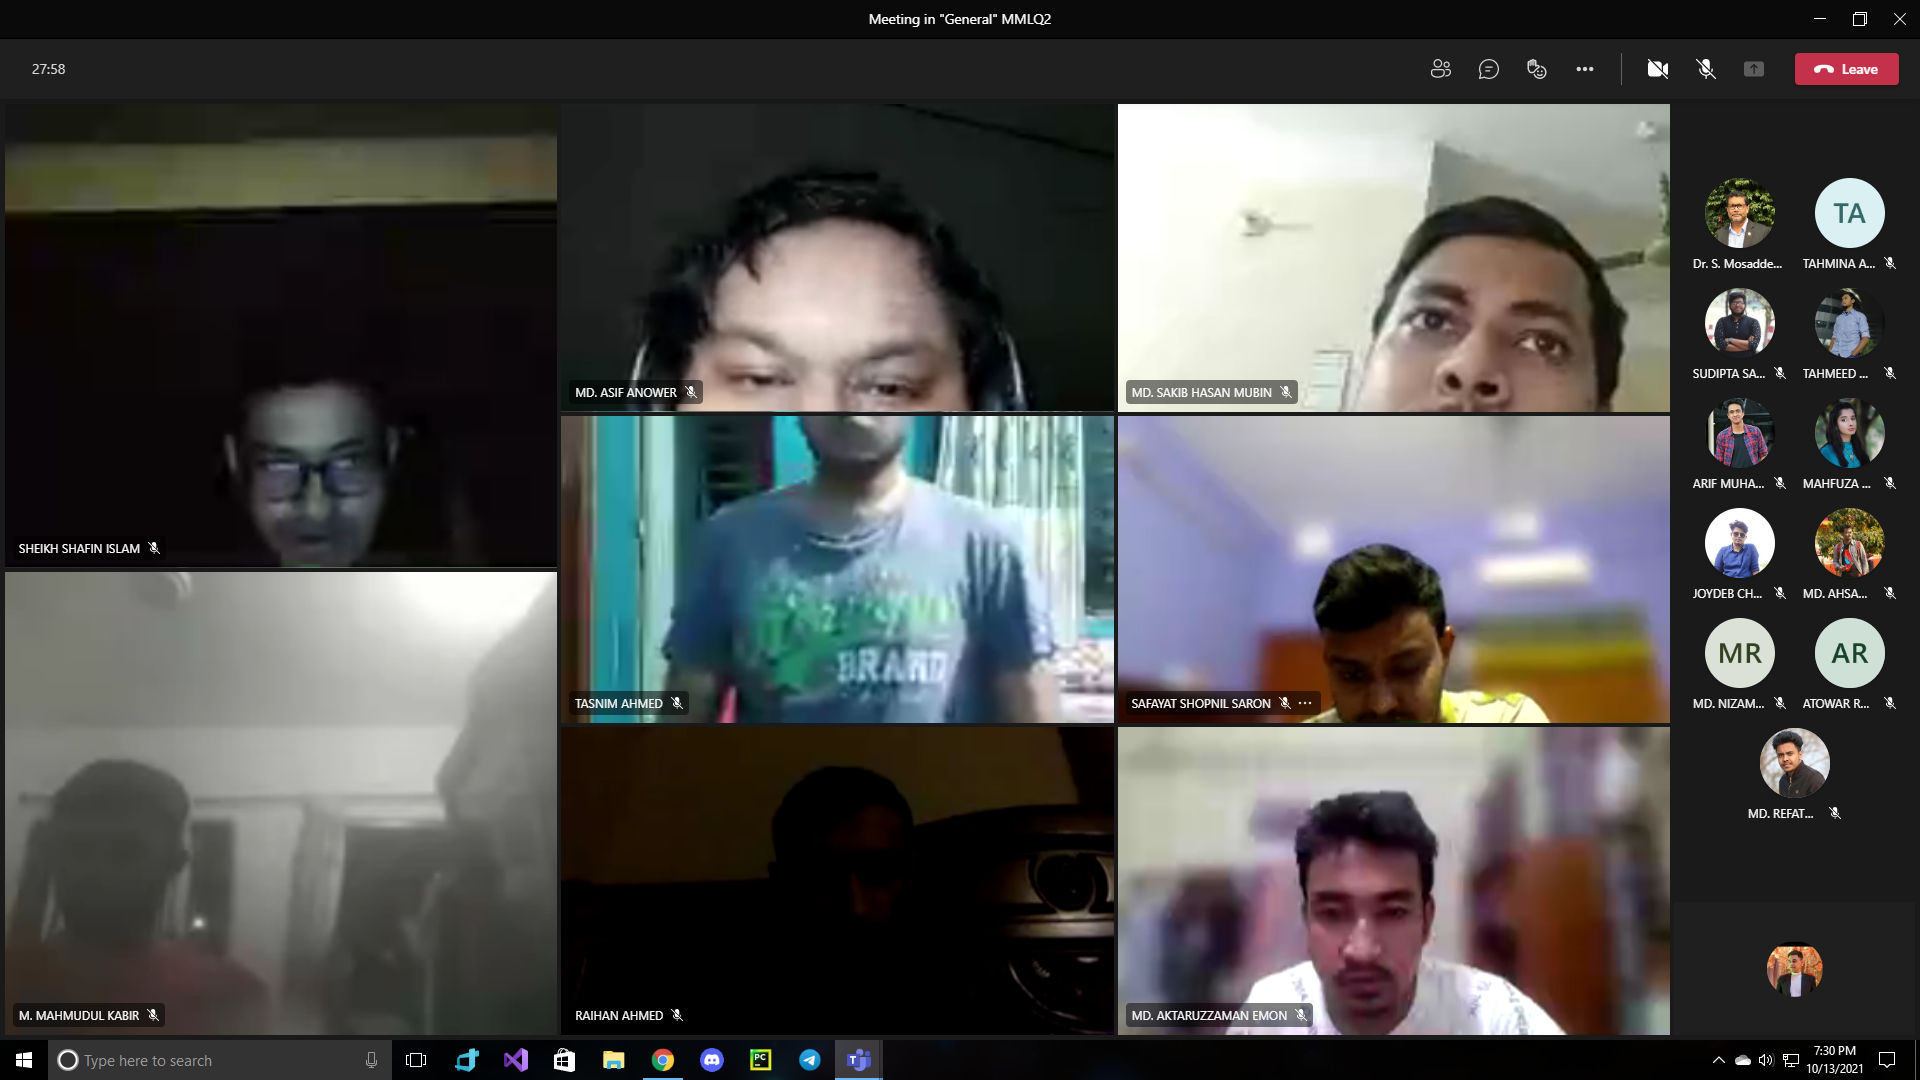 Meeting in "General" MMLQ2
27:58
Leave
SHEIKH SHAFIN ISLAM
MD. ASIF ANOWER
MD. SAKIB HASAN MUBIN
TASNIM AHMED
BRAND
SAFAYAT SHOPNIL SARON
M. MAHMUDUL KABIR
RAIHAN AHMED
MD. AKTARUZZAMAN EMON
TA
Dr. S. Mosadde...
TAHMINA A...
SUDIPTA SA...
TAHMEED ...
ARIF MUHA...
MAHFUZA ...
JOYDEB CH...
MD. AHSA...
MR
AR
MD. NIZAM...
ATOWAR R...
MD. REFAT...
Type here to search
PC
T
7:30 PM
10/13/2021